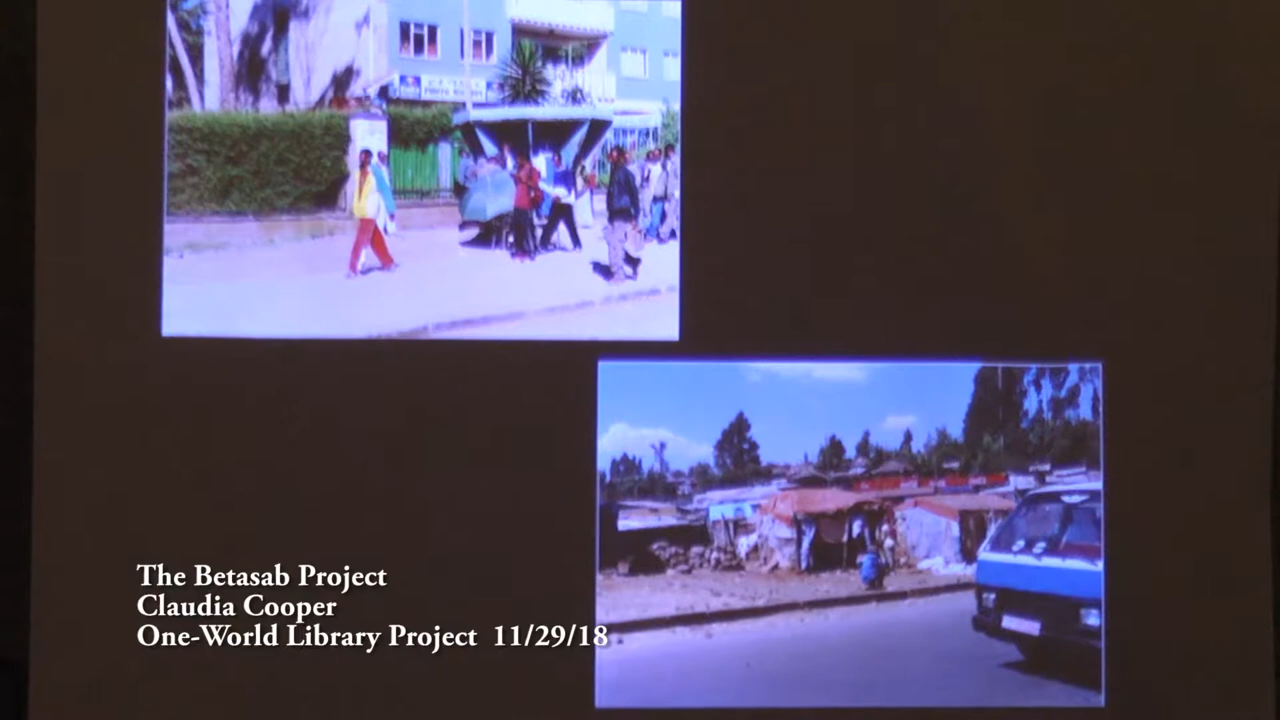 The Betasab Project
Claudia Cooper
One-World Library Project 11/29/18